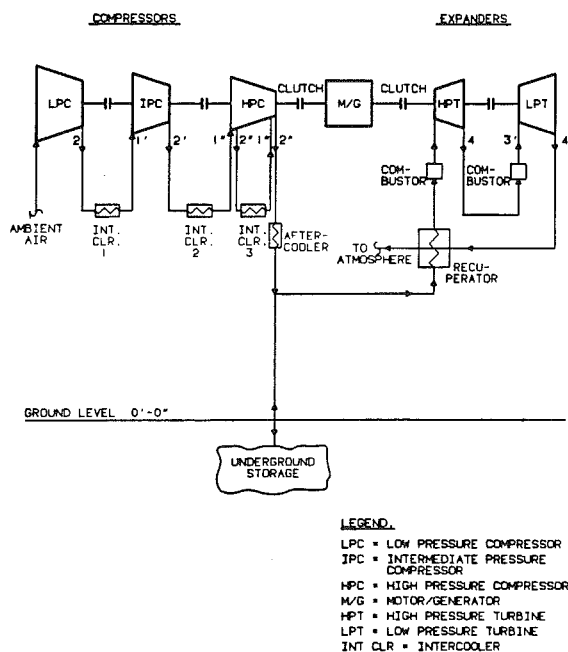 COMPRESSORS
EXPANDERS
LPC
IPC
HPC
CLUTCH
M/G
CLUTCH
HPT
LPT
2
1'
2'
1"
2"
1"
2"
4
3'
4
COM-
BUSTOR
COM-
BUSTOR
AMBIENT
AIR
INT.
CLR.
1
INT.
CLR.
2
INT.
CLR.
3
AFTER-
COOLER
TO
ATMOSPHERE
RECU-
PERATOR
GROUND LEVEL 0'-0"
UNDERGROUND
STORAGE
LEGEND.
LPC = LOW PRESSURE COMPRESSOR
IPC = INTERMEDIATE PRESSURE
COMPRESSOR
HPC = HIGH PRESSURE COMPRESSOR
M/G = MOTOR/GENERATOR
HPT = HIGH PRESSURE TURBINE
LPT = LOW PRESSURE TURBINE
INT CLR = INTERCOOLER